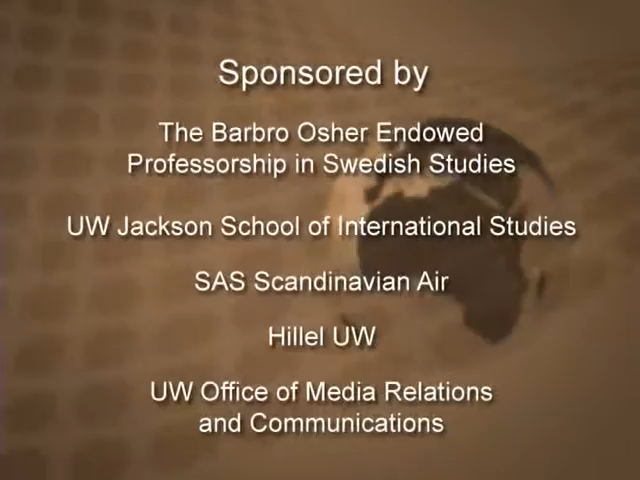 Sponsored by
The Barbro Osher Endowed
Professorship in Swedish Studies
UW Jackson School of International Studies
SAS Scandinavian Air
Hillel UW
UW Office of Media Relations
and Communications